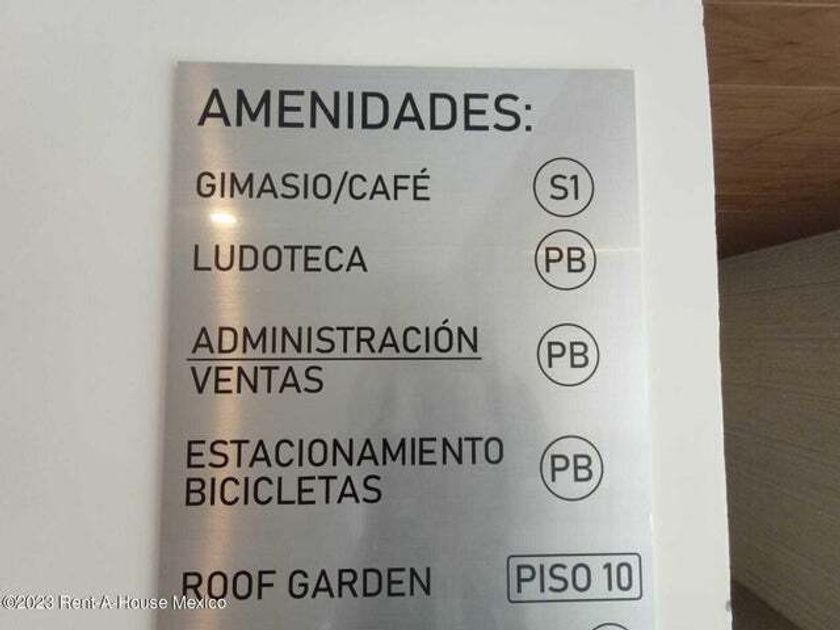 AMENIDADES:
GIMASIO/CAFÉ S1
LUDOTECA PB
ADMINISTRACIÓN
VENTAS PB
ESTACIONAMIENTO
BICICLETAS PB
ROOF GARDEN PISO 10
©2023 Rent-A-House Mexico